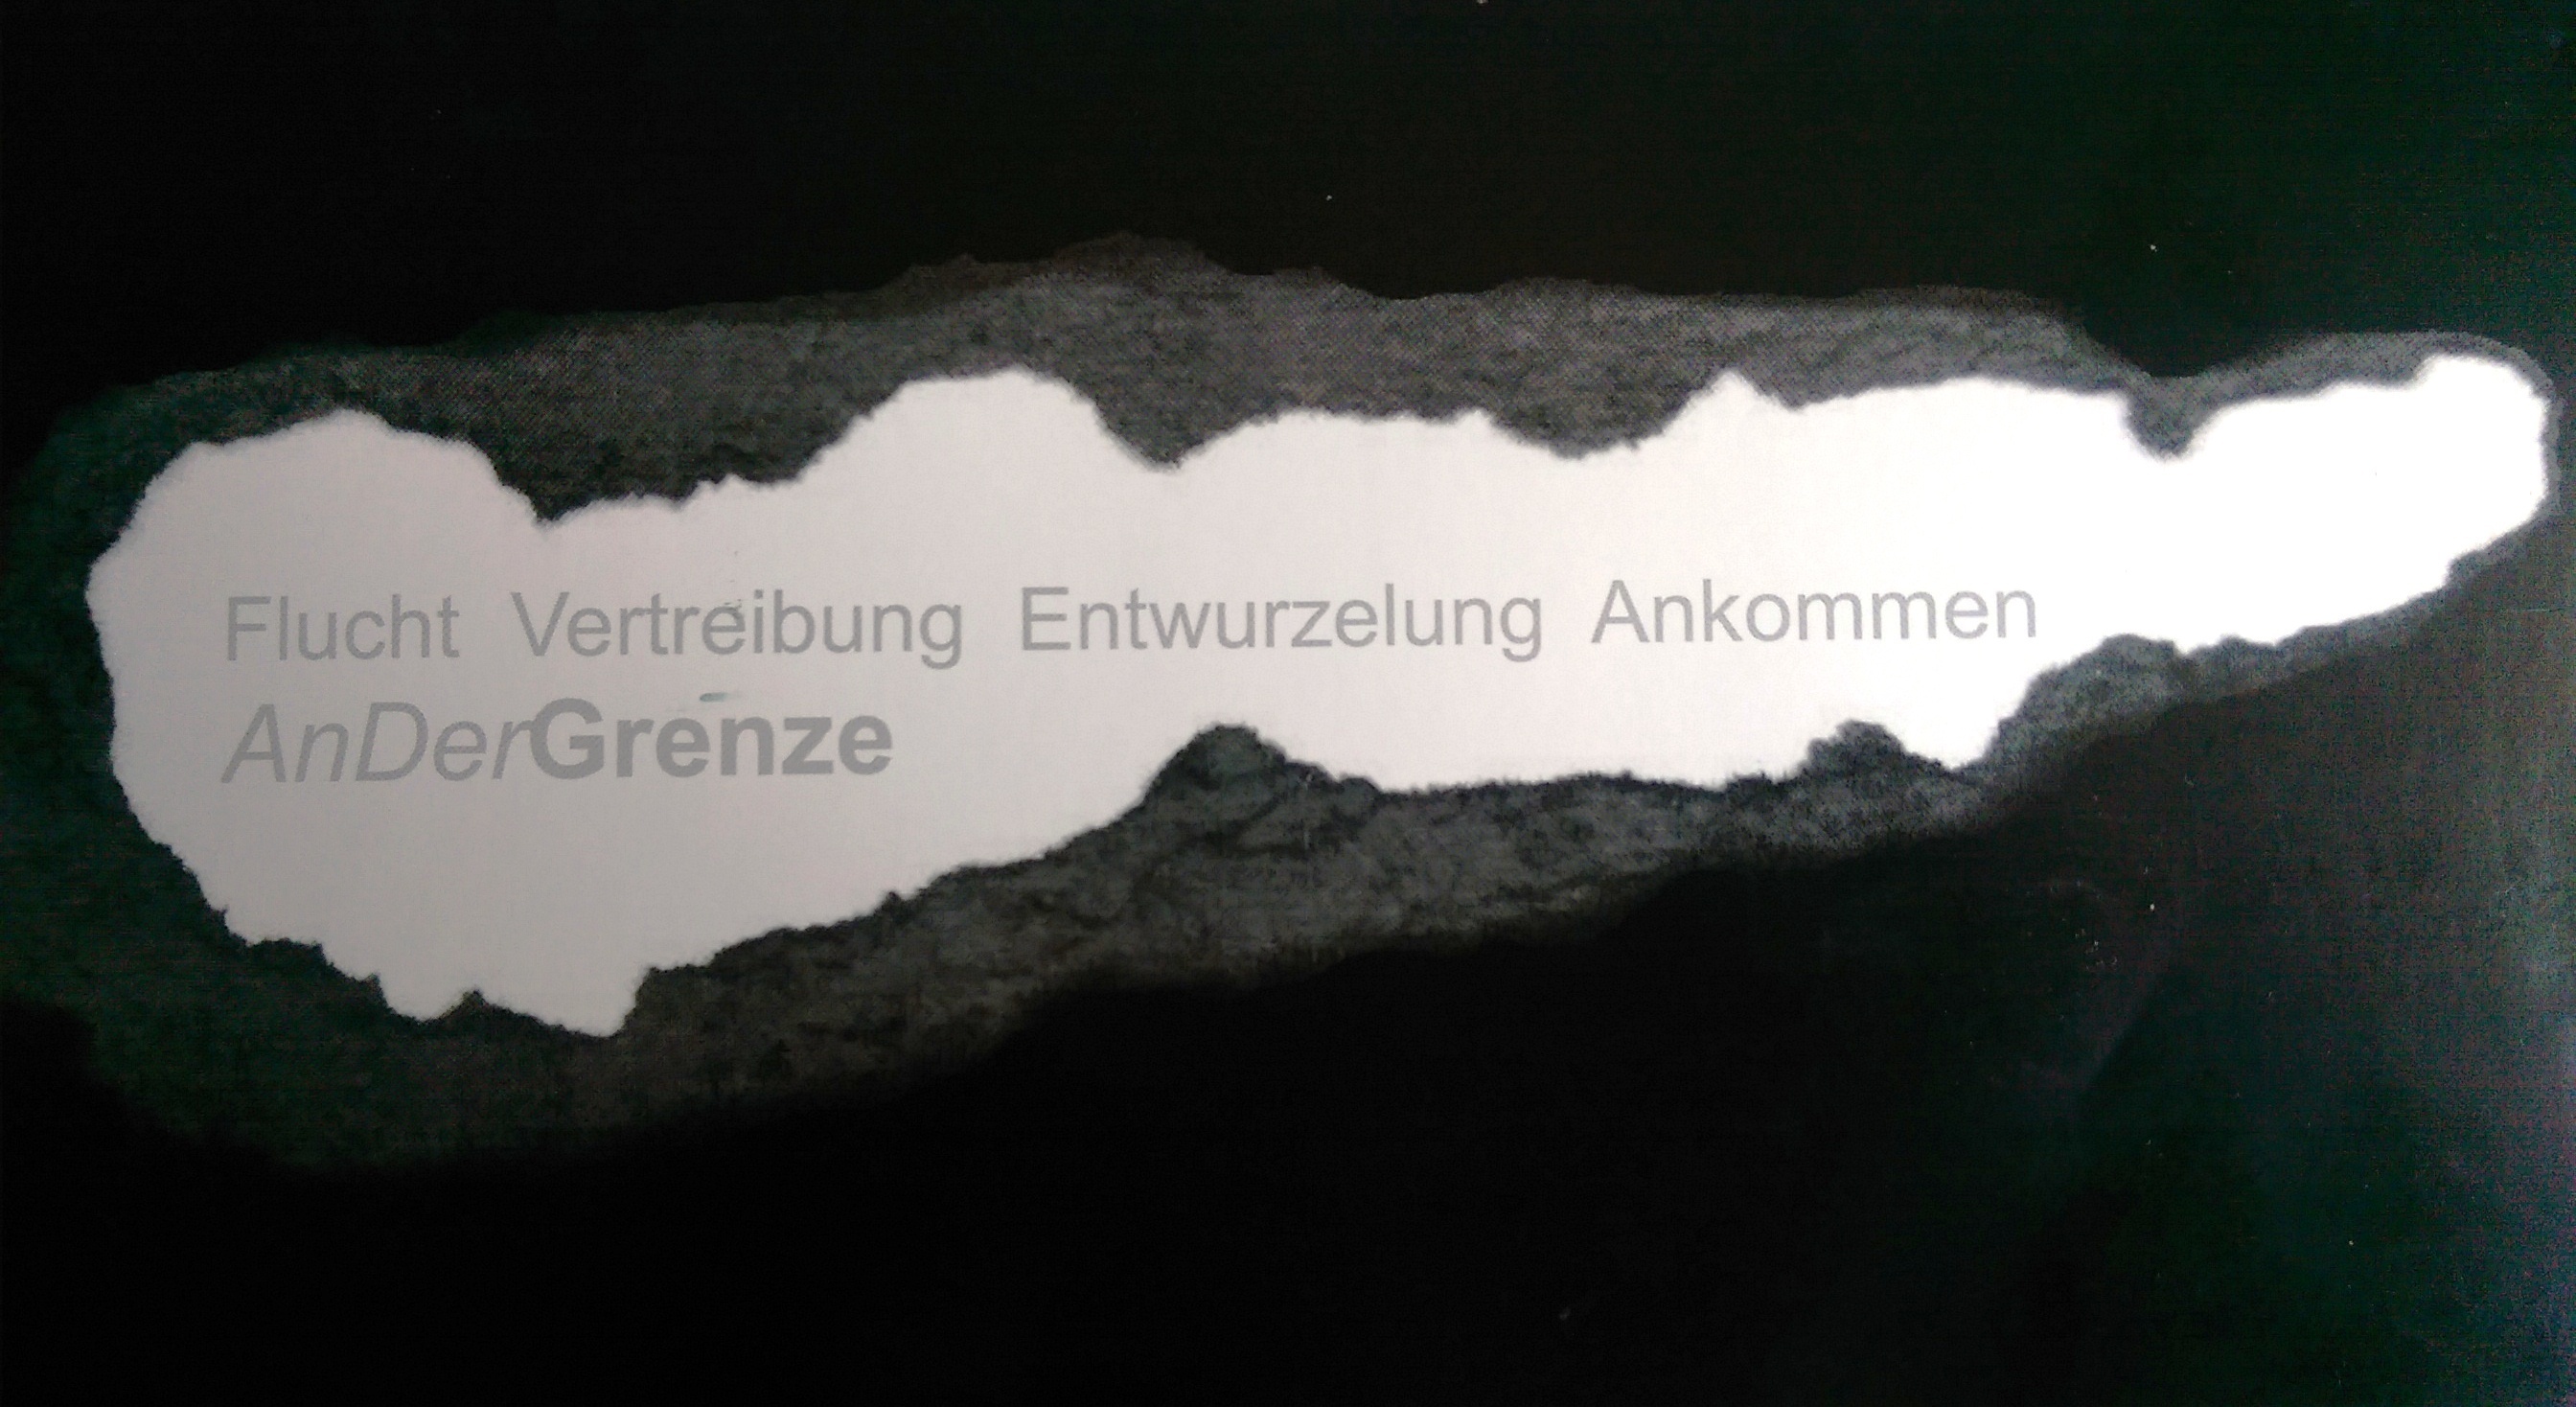 Flucht Vertreibung Entwurzelung Ankommen
AnDerGrenze